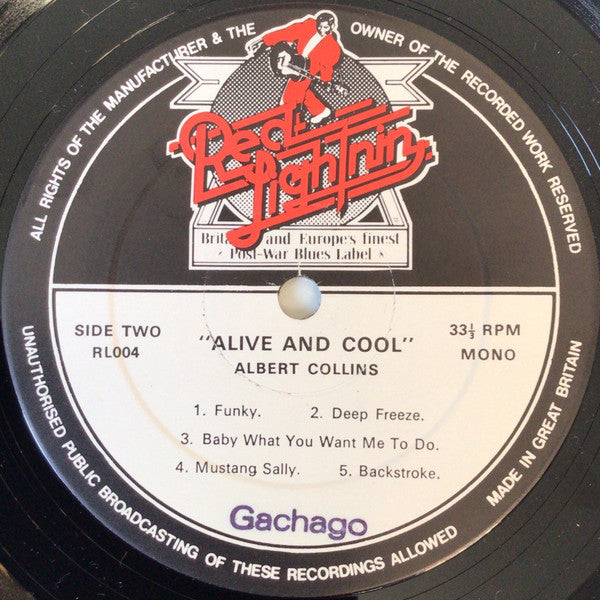 ALL RIGHTS OF THE MANUFACTURER & THE OWNER OF THE RECORDED WORK RESERVED
Red
Lightnin
and Europe's finest
Post-War Blues Label
SIDE TWO
RL004
"ALIVE AND COOL"
ALBERT COLLINS
33⅓ RPM
MONO
1. Funky. 2. Deep Freeze.
3. Baby What You Want Me To Do.
4. Mustang Sally. 5. Backstroke.
Gachago
UNAUTHORISED PUBLIC BROADCASTING OF THESE RECORDINGS ALLOWED
MADE IN GREAT BRITAIN